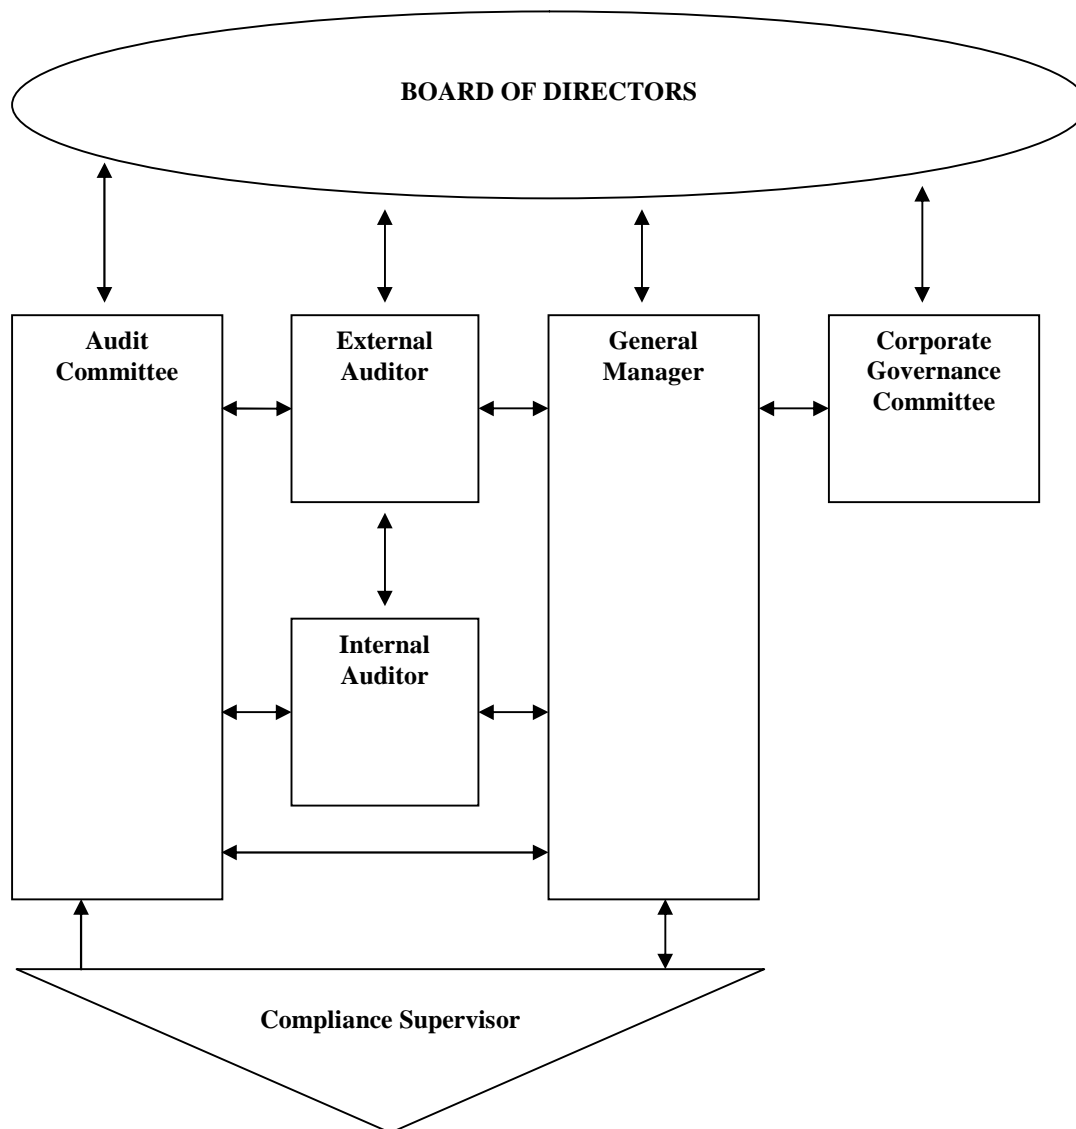 BOARD OF DIRECTORS
Audit
Committee
External
Auditor
General
Manager
Corporate
Governance
Committee
Internal
Auditor
Compliance Supervisor